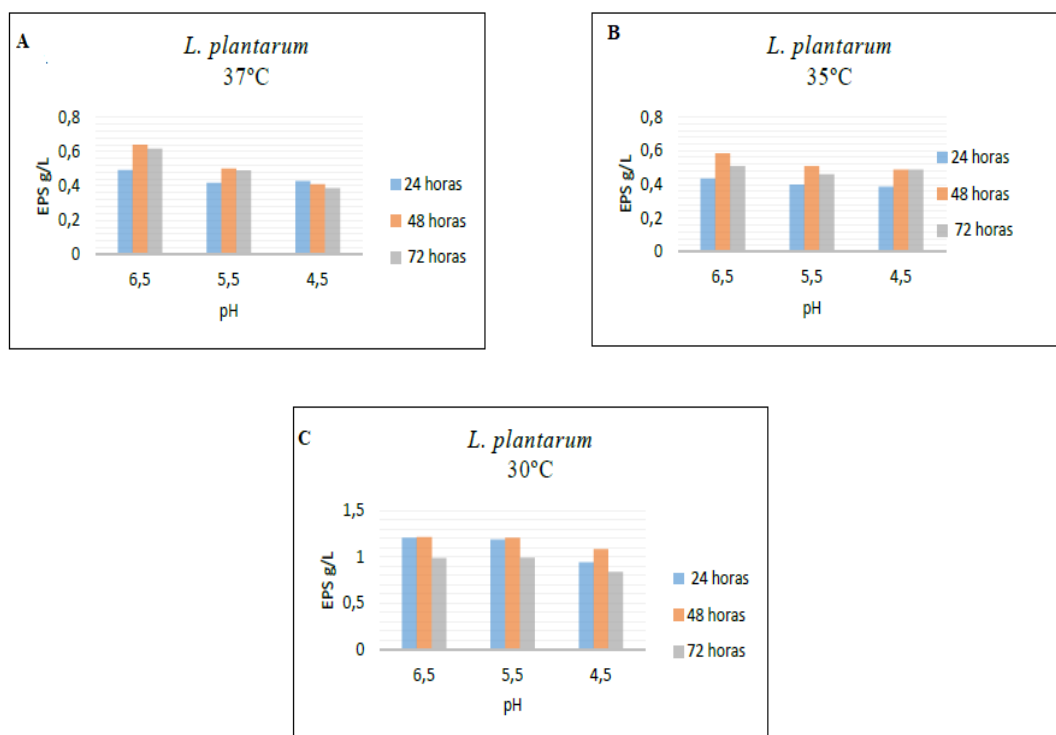 A
L. plantarum
37°C
0,8
0,6
0,4
0,2
0
EPS g/L
6,5 5,5 4,5
pH
24 horas
48 horas
72 horas
B
L. plantarum
35°C
0,8
0,6
0,4
0,2
0
EPS g/L
6,5 5,5 4,5
pH
24 horas
48 horas
72 horas
C
L. plantarum
30°C
1,5
1
0,5
0
EPS g/L
6,5 5,5 4,5
pH
24 horas
48 horas
72 horas